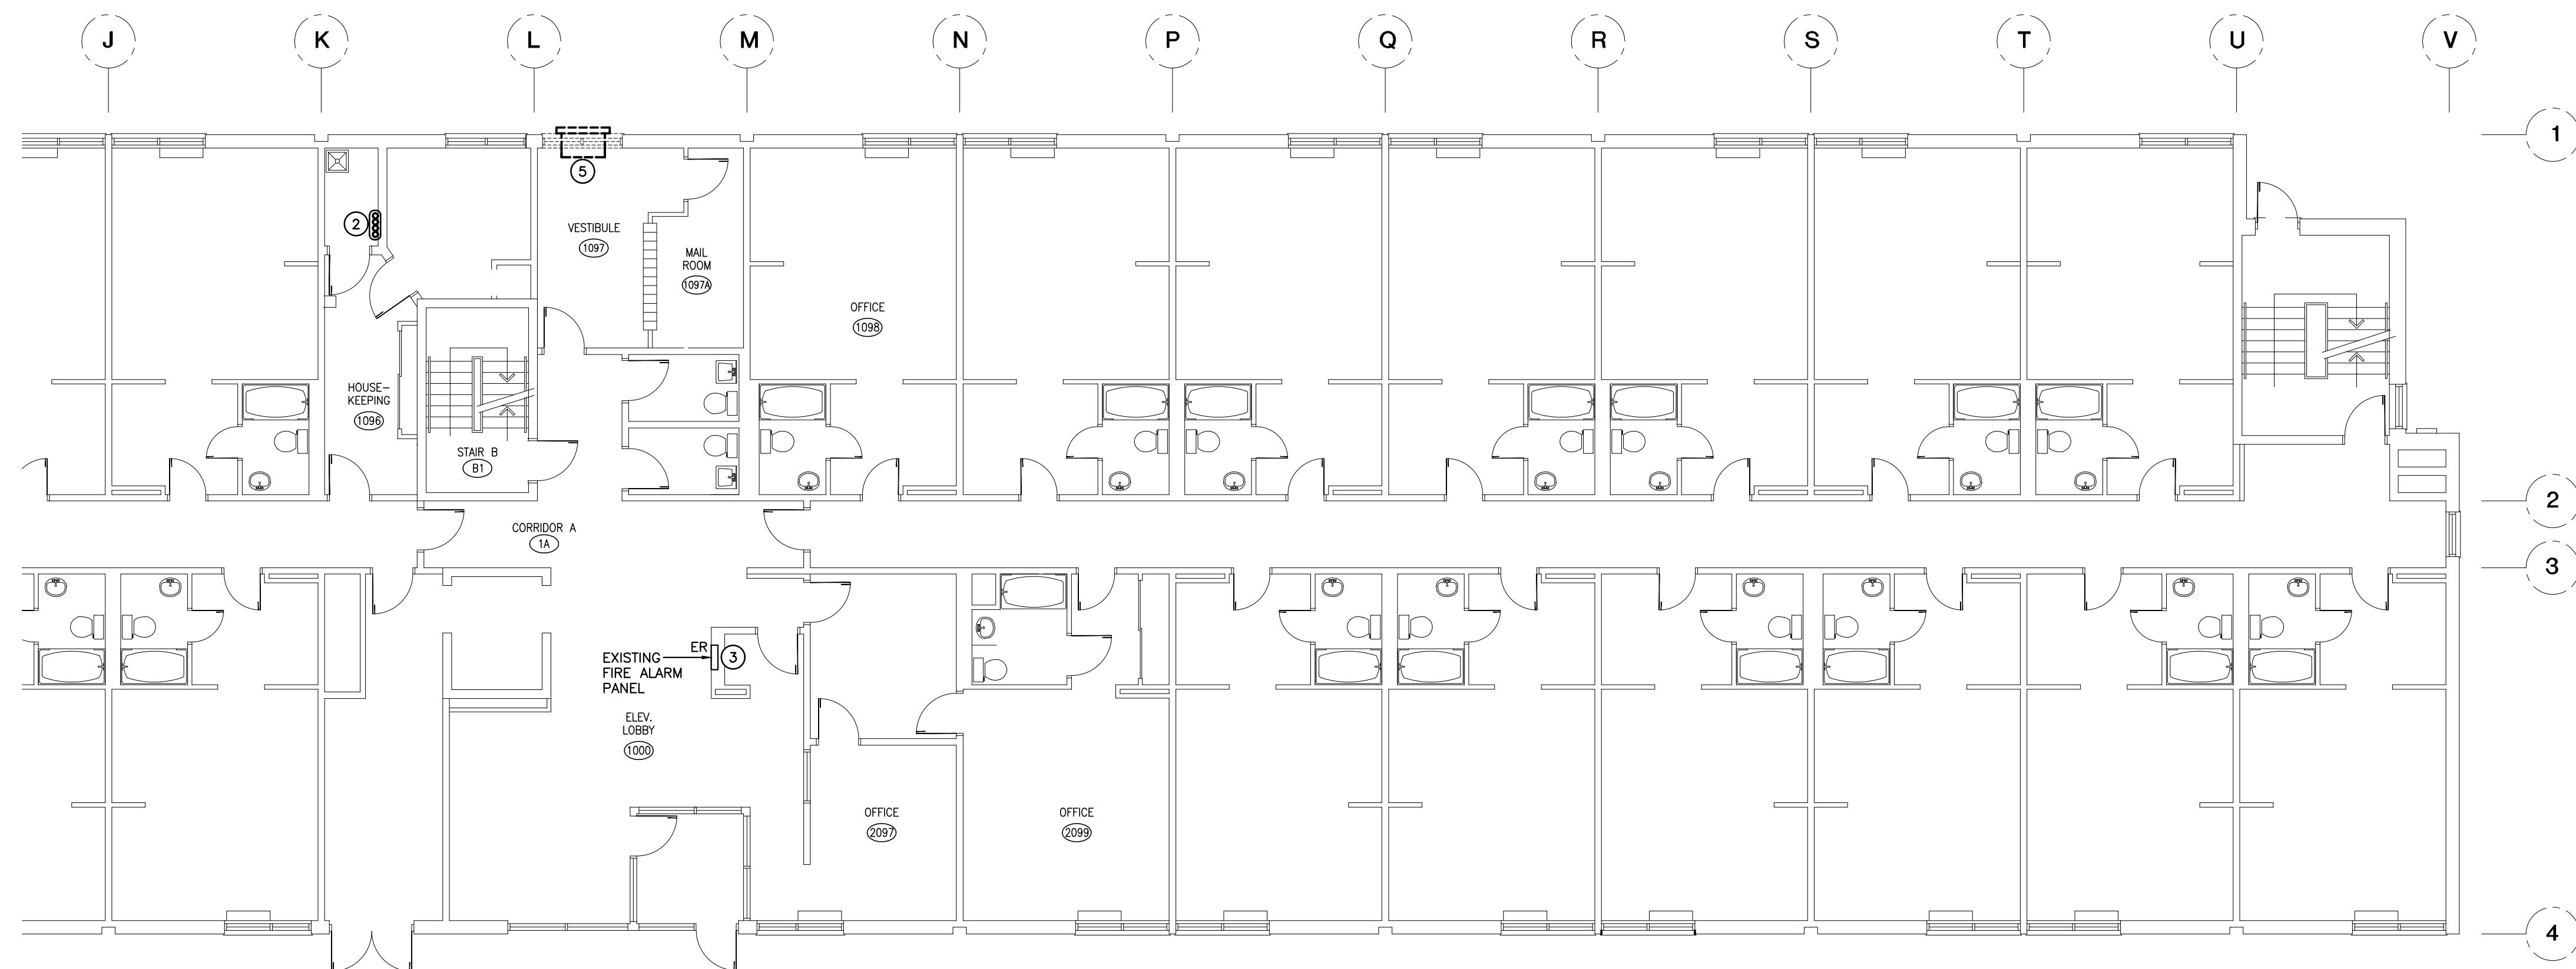 J K L M N P Q R S T U V
1
5
2
VESTIBULE
1097
MAIL
ROOM
1097A
OFFICE
1098
HOUSE-
KEEPING
1096
STAIR B
B1
2
CORRIDOR A
1A
3
ER
3
EXISTING
FIRE ALARM
PANEL
ELEV.
LOBBY
1000
OFFICE
2097
OFFICE
2099
4